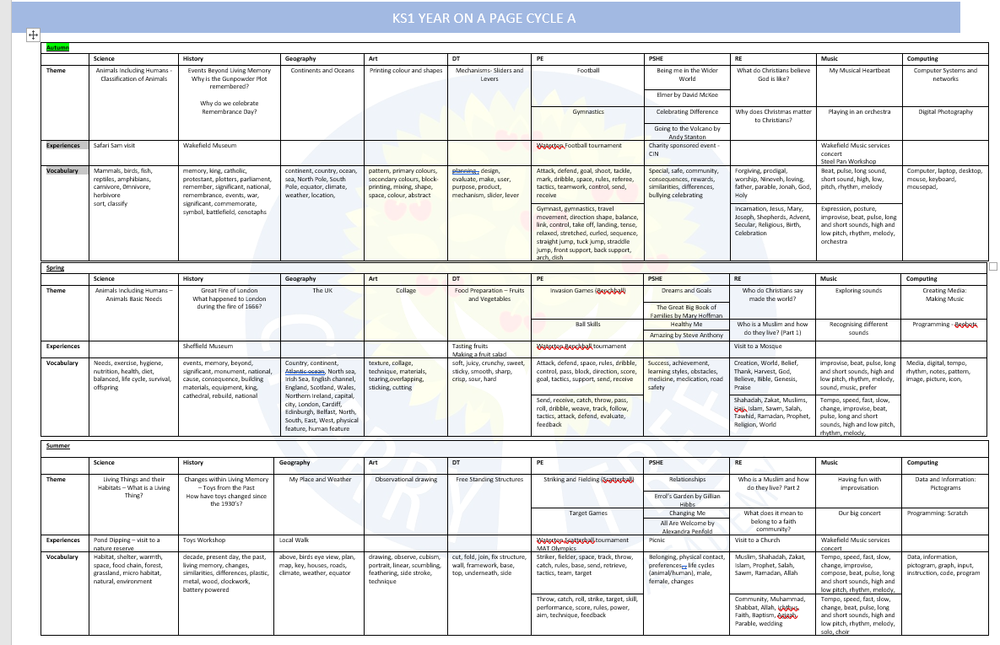 KS1 YEAR ON A PAGE CYCLE A
Autumn
Science History Geography Art DT PE PSHE RE Music Computing
Theme
Animals Including Humans -
Classification of Animals
Events Beyond Living Memory
Why is the Gunpowder Plot
remembered?
Why do we celebrate
Remembrance Day?
Continents and Oceans
Printing colour and shapes
Mechanisms- Sliders and
Levers
Football
Gymnastics
Being me in the Wider
World
Elmer by David McKee
Celebrating Difference
Going to the Volcano by
Andy Stanton
What do Christians believe
God is like?
Why does Christmas matter
to Christians?
My Musical Heartbeat
Playing in an orchestra
Computer Systems and
networks
Digital Photography
Experiences
Safari Sam visit
Wakefield Museum
Waterton Football tournament
Charity sponsored event -
CIN
Wakefield Music services
concert
Steel Pan Workshop
Vocabulary
Mammals, birds, fish,
reptiles, amphibians,
carnivore, 0mnivore,
herbivore
sort, classify
memory, king, catholic,
protestant, plotters, parliament,
remember, significant, national,
remembrance, events, war,
significant, commemorate,
symbol, battlefield, cenotaphs
continent, country, ocean,
sea, North Pole, South
Pole, equator, climate,
weather, location,
pattern, primary colours,
secondary colours, block-
printing, mixing, shape,
space, colour, abstract
planning , design,
evaluate, make, user,
purpose, product,
mechanism, slider, lever
Attack, defend, goal, shoot, tackle,
mark, dribble, space, rules, referee,
tactics, teamwork, control, send,
receive
Gymnast, gymnastics, travel
movement, direction shape, balance,
link, control, take off, landing, tense,
relaxed, stretched, curled, sequence,
straight jump, tuck jump, straddle
jump, front support, back support,
arch, dish
Special, safe, community,
consequences, rewards,
similarities, differences,
bullying celebrating
Forgiving, prodigal,
worship, Nineveh, loving,
father, parable, Jonah, God,
Holy
Incarnation, Jesus, Mary,
Joseph, Shepherds, Advent,
Secular, Religious, Birth,
Celebration
Beat, pulse, long sound,
short sound, high, low,
pitch, rhythm, melody
Expression, posture,
improvise, beat, pulse, long
and short sounds, high and
low pitch, rhythm, melody,
orchestra
Computer, laptop, desktop,
mouse, keyboard,
mousepad,
Spring
Science History Geography Art DT PE PSHE RE Music Computing
Theme
Animals Including Humans –
Animals Basic Needs
Great Fire of London
What happened to London
during the fire of 1666?
The UK
Collage
Food Preparation – Fruits
and Vegetables
Invasion Games (Benchball)
Ball Skills
Dreams and Goals
The Great Big Book of
Families by Mary Hoffman
Healthy Me
Amazing by Steve Anthony
Who do Christians say
made the world?
Who is a Muslim and how
do they live? (Part 1)
Exploring sounds
Recognising different
sounds
Creating Media:
Making Music
Programming - Beebots
Experiences
Sheffield Museum
Tasting fruits
Making a fruit salad
Waterton Benchball tournament
Visit to a Mosque
Vocabulary
Needs, exercise, hygiene,
nutrition, health, diet,
balanced, life cycle, survival,
offspring
events, memory, beyond,
significant, monument, national,
cause, consequence, building
materials, equipment, king,
cathedral, rebuild, national
Country, continent,
Atlantic ocean, North sea,
Irish Sea, English channel,
England, Scotland, Wales,
Northern Ireland, capital,
city, London, Cardiff,
Edinburgh, Belfast, North,
South, East, West, physical
feature, human feature
texture, collage,
technique, materials,
tearing,overlapping,
sticking, cutting
soft, juicy, crunchy, sweet,
sticky, smooth, sharp,
crisp, sour, hard
Attack, defend, space, rules, dribble,
control, pass, block, direction, score,
goal, tactics, support, send, receive
Send, receive, catch, throw, pass,
roll, dribble, weave, track, follow,
tactics, attack, defend, evaluate,
feedback
Success, achievement,
learning styles, obstacles,
medicine, medication, road
safety
Creation, World, Belief,
Thank, Harvest, God,
Believe, Bible, Genesis,
Praise
Shahadah, Zakat, Muslims,
Hajj, Islam, Sawm, Salah,
Tawhid, Ramadan, Prophet,
Religion, World
improvise, beat, pulse, long
and short sounds, high and
low pitch, rhythm, melody,
sound, music, prefer
Tempo, speed, fast, slow,
change, improvise, beat,
pulse, long and short
sounds, high and low pitch,
rhythm, melody,
Media, digital, tempo,
rhythm, notes, pattern,
image, picture, icon,
Summer
Science History Geography Art DT PE PSHE RE Music Computing
Theme
Living Things and their
Habitats – What is a Living
Thing?
Changes within Living Memory
– Toys from the Past
How have toys changed since
the 1930's?
My Place and Weather
Observational drawing
Free Standing Structures
Striking and Fielding (Scatterball)
Target Games
Relationships
Errol's Garden by Gillian
Hibbs
Changing Me
All Are Welcome by
Alexandra Penfold
Who is a Muslim and how
do they live? Part 2
What does it mean to
belong to a faith
community?
Having fun with
improvisation
Our big concert
Data and Information:
Pictograms
Programming: Scratch
Experiences
Pond Dipping – visit to a
nature reserve
Toys Workshop
Local Walk
Waterton Scatterball tournament
MAT Olympics
Picnic
Visit to a Church
Wakefield Music services
concert
Vocabulary
Habitat, shelter, warmth,
space, food chain, forest,
grassland, micro habitat,
natural, environment
decade, present day, the past,
living memory, changes,
similarities, differences, plastic,
metal, wood, clockwork,
battery powered
above, birds eye view, plan,
map, key, houses, roads,
climate, weather, equator
drawing, observe, cubism,
portrait, linear, scumbling,
feathering, side stroke,
technique
cut, fold, join, fix structure,
wall, framework, base,
top, underneath, side
Striker, fielder, space, track, throw,
catch, rules, base, send, retrieve,
tactics, team, target
Throw, catch, roll, strike, target, skill,
performance, score, rules, power,
aim, technique, feedback
Belonging, physical contact,
preferences, life cycles
(animal/human), male,
female, changes
Muslim, Shahadah, Zakat,
Islam, Prophet, Salah,
Sawm, Ramadan, Allah
Community, Muhammad,
Shabbat, Allah, Ichthus,
Faith, Baptism, Aqiqah,
Parable, wedding
Tempo, speed, fast, slow,
change, improvise,
compose, beat, pulse, long
and short sounds, high and
low pitch, rhythm, melody,
Tempo, speed, fast, slow,
change, beat, pulse, long
and short sounds, high and
low pitch, rhythm, melody,
solo, choir
Data, information,
pictogram, graph, input,
instruction, code, program